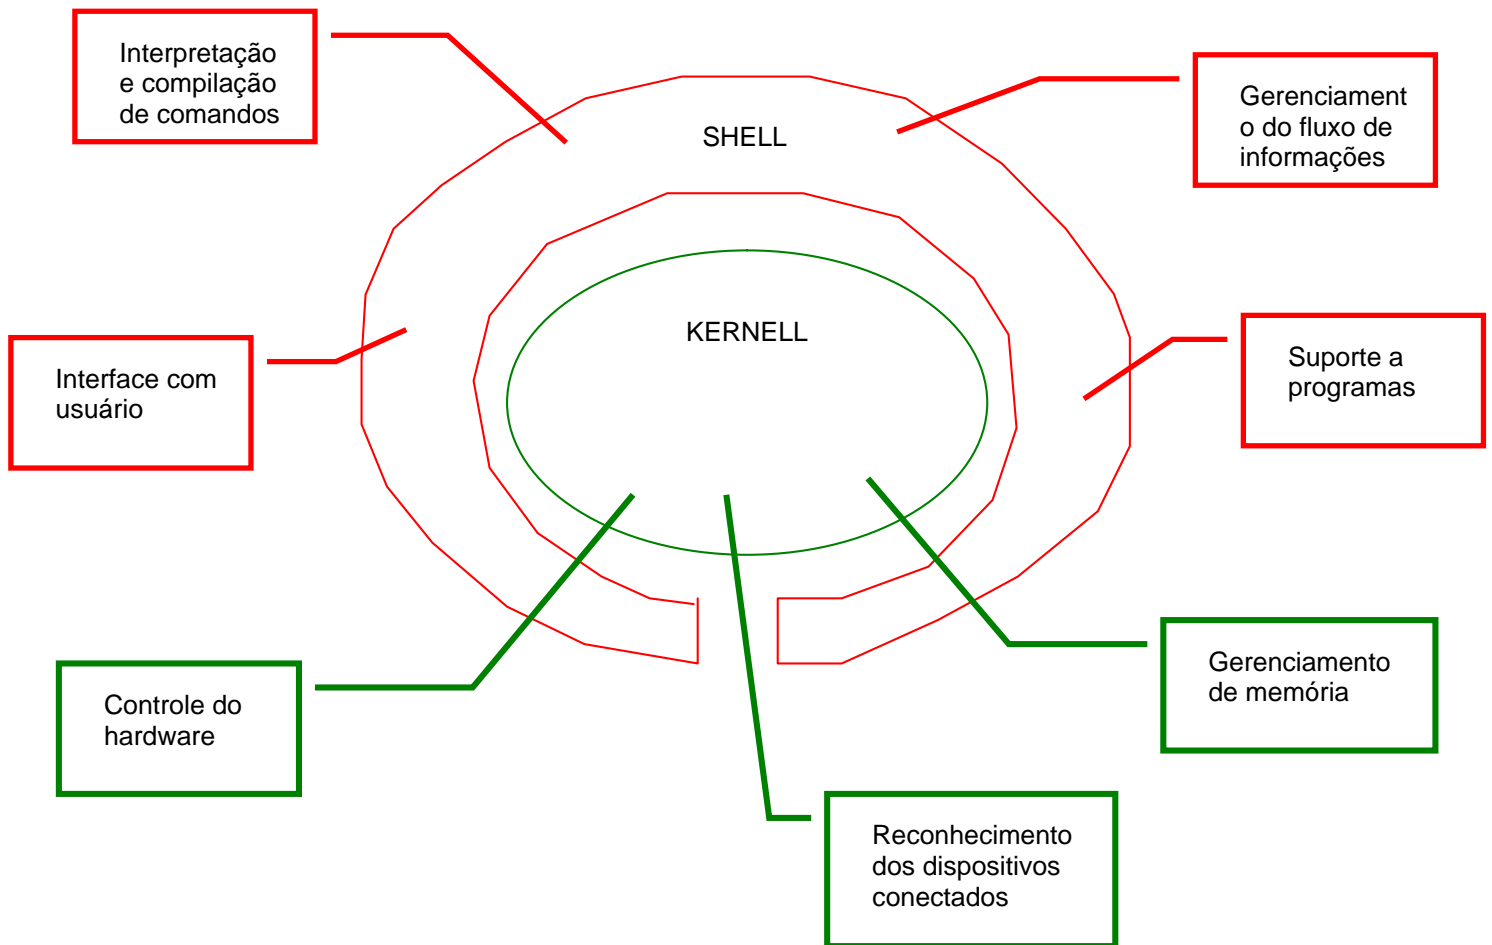 Interpretação
e compilação
de comandos
SHELL
Gerenciament
o do fluxo de
informações
KERNELL
Interface com
usuário
Suporte a
programas
Controle do
hardware
Gerenciamento
de memória
Reconhecimento
dos dispositivos
conectados